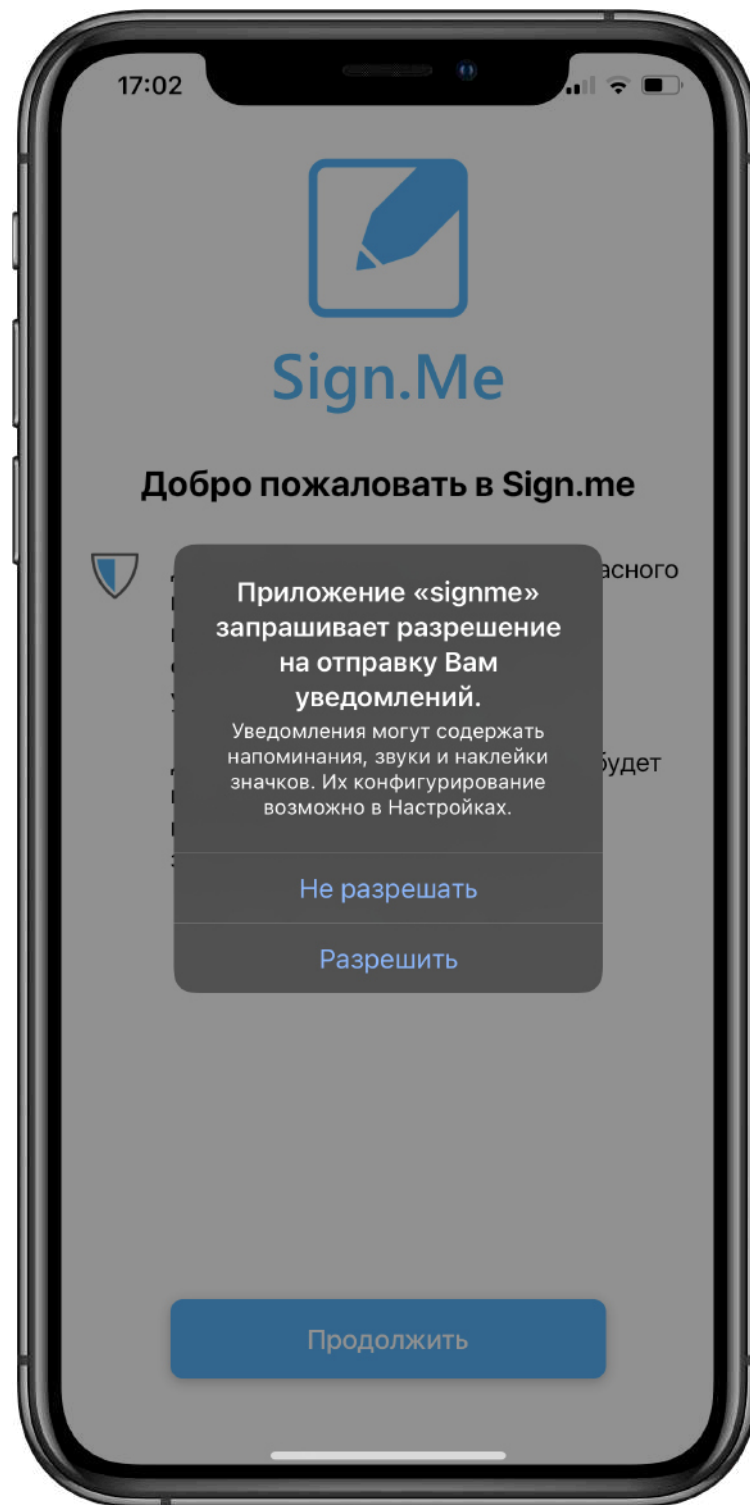 17:02
Sign.Me
Добро пожаловать в Sign.me
Приложение «signme»
запрашивает разрешение
на отправку Вам
уведомлений.
Уведомления могут содержать
напоминания, звуки и наклейки
значков. Их конфигурирование
возможно в Настройках.
будет
Не разрешать
Разрешить
Продолжить